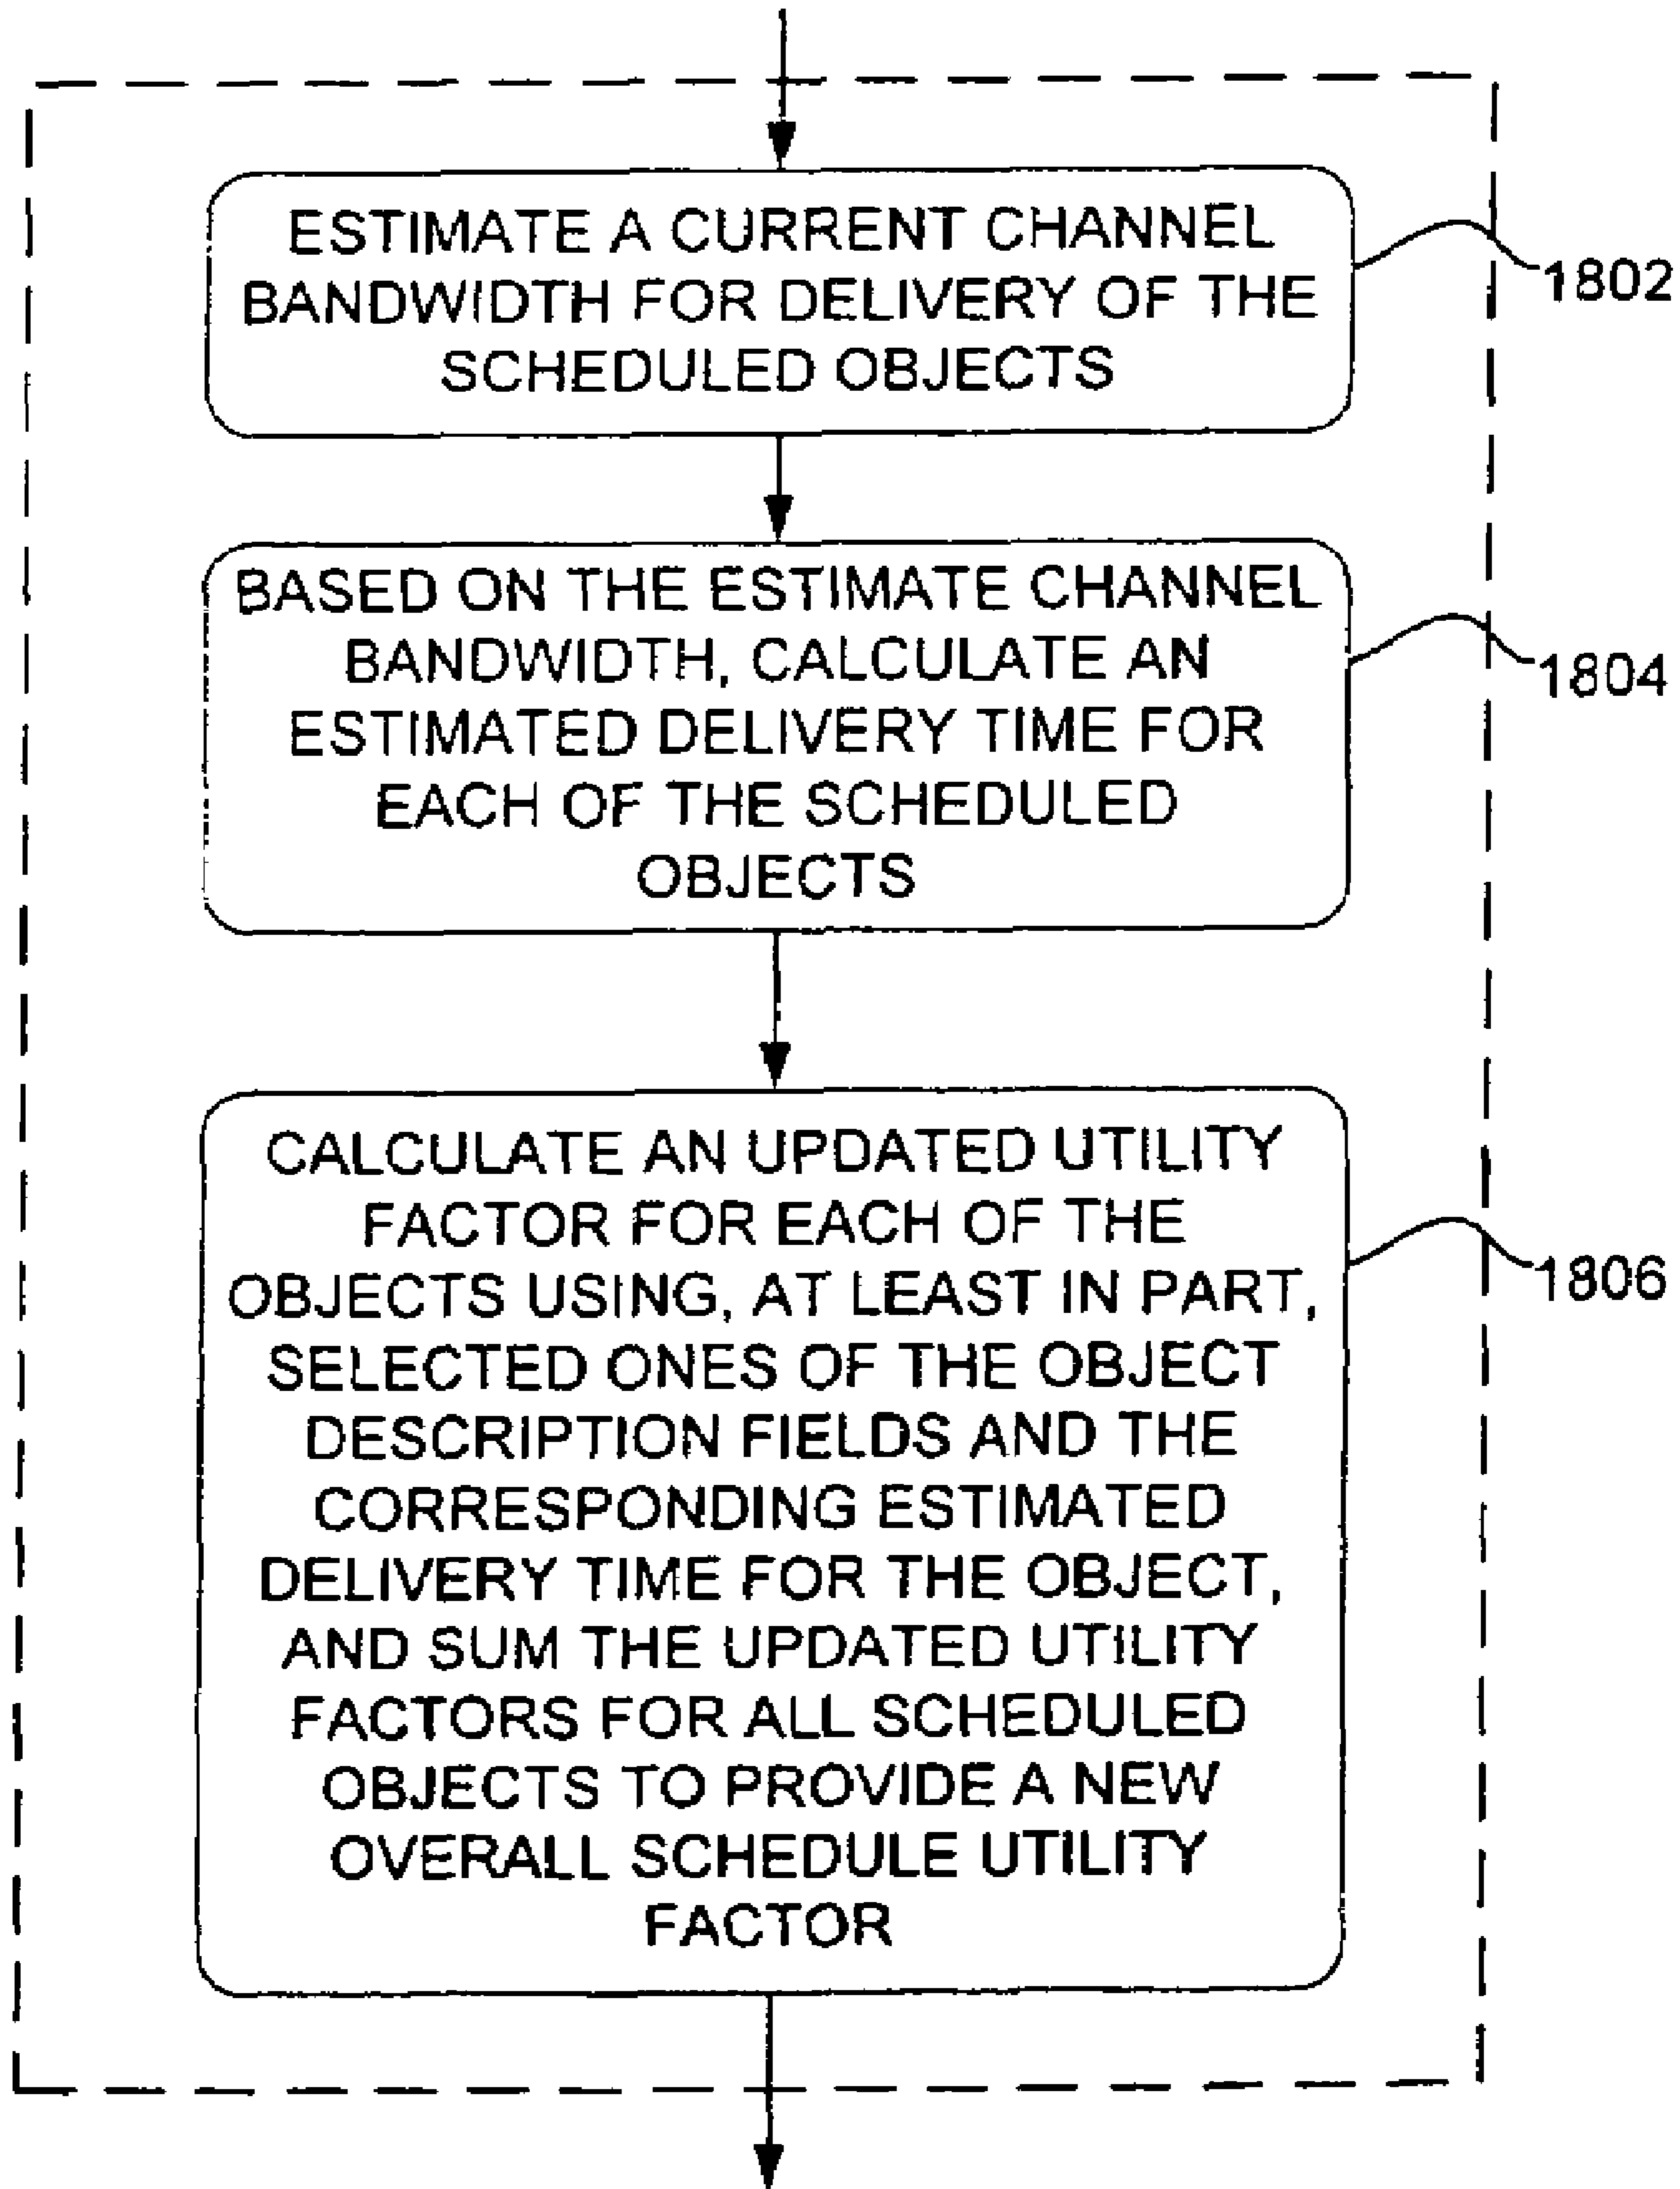 ESTIMATE A CURRENT CHANNEL
BANDWIDTH FOR DELIVERY OF THE
SCHEDULED OBJECTS
1802
BASED ON THE ESTIMATE CHANNEL
BANDWIDTH, CALCULATE AN
ESTIMATED DELIVERY TIME FOR
EACH OF THE SCHEDULED
OBJECTS
1804
CALCULATE AN UPDATED UTILITY
FACTOR FOR EACH OF THE
OBJECTS USING, AT LEAST IN PART,
SELECTED ONES OF THE OBJECT
DESCRIPTION FIELDS AND THE
CORRESPONDING ESTIMATED
DELIVERY TIME FOR THE OBJECT,
AND SUM THE UPDATED UTILITY
FACTORS FOR ALL SCHEDULED
OBJECTS TO PROVIDE A NEW
OVERALL SCHEDULE UTILITY
FACTOR
1806